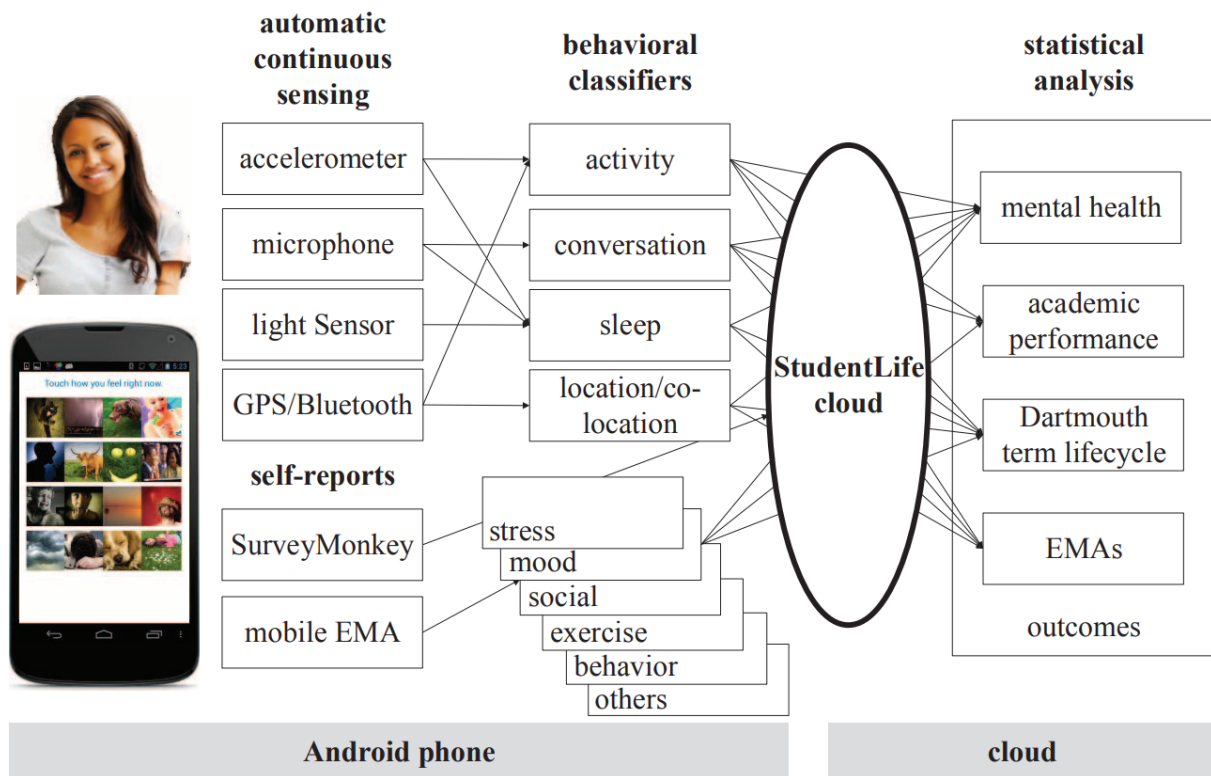 automatic
continuous
sensing
behavioral
classifiers
statistical
analysis
accelerometer
microphone
light Sensor
GPS/Bluetooth
activity
conversation
sleep
location/co-
location
StudentLife
cloud
mental health
academic
performance
Dartmouth
term lifecycle
EMAs
outcomes
self-reports
SurveyMonkey
mobile EMA
stress
mood
social
exercise
behavior
others
5:23
Touch how you feel right now.
Android phone
cloud